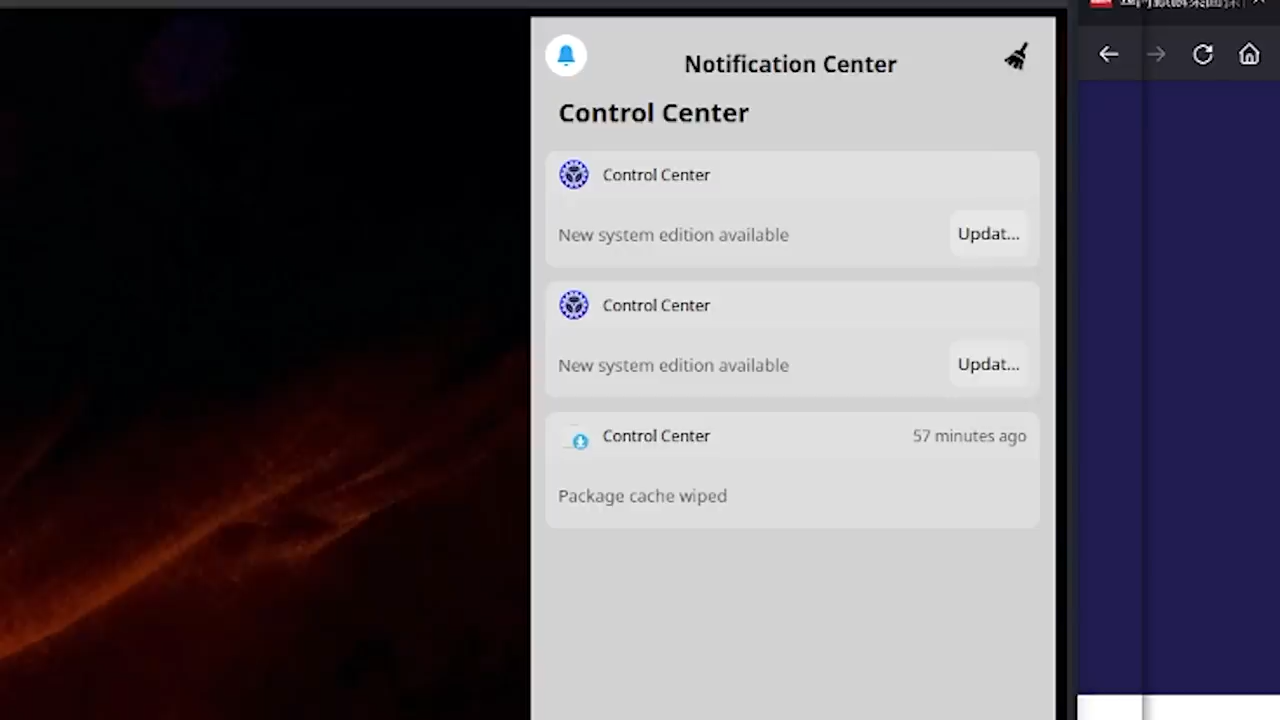 Notification Center
Control Center
Control Center
New system edition available
Updat...
Control Center
New system edition available
Updat...
Control Center
57 minutes ago
Package cache wiped